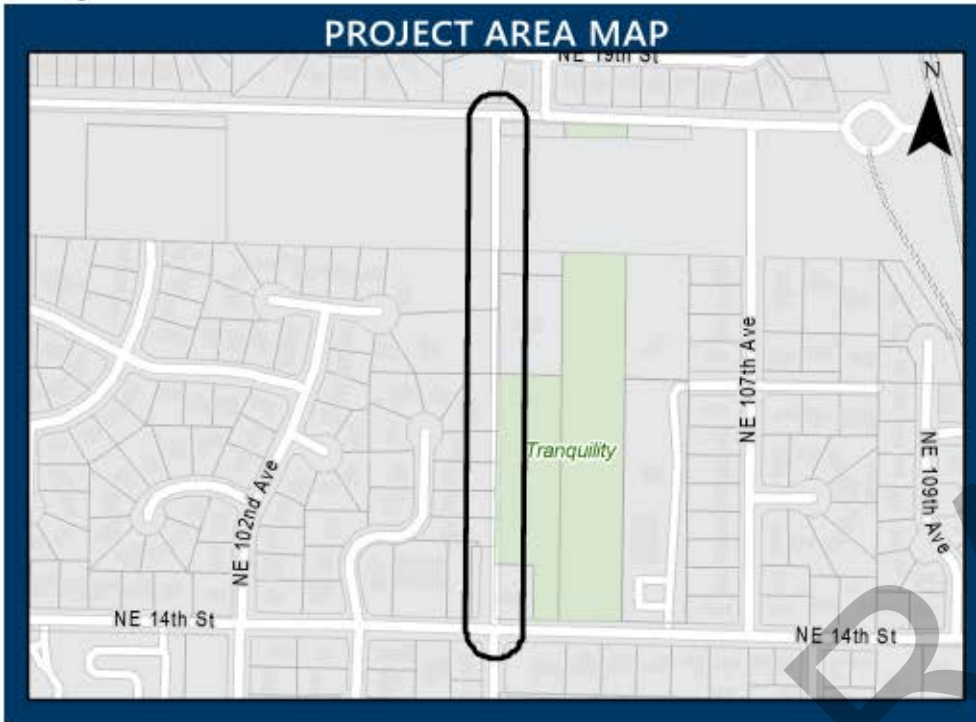 PROJECT AREA MAP
NE 19th St
N
NE 107th Ave
Tranquility
NE 109th Ave
NE 102nd Ave
NE 14th St
NE 14th St